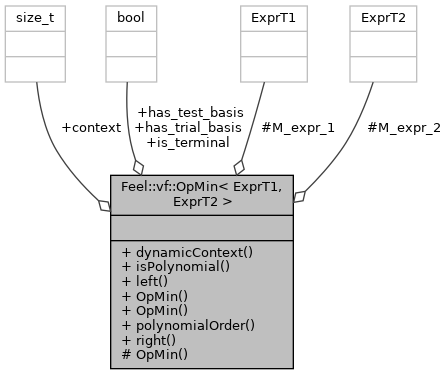 size_t
bool
ExprT1
ExprT2
+context
+has_test_basis
+has_trial_basis
+is_terminal
#M_expr_1
#M_expr_2
Feel::vf::OpMin< ExprT1,
ExprT2 >
+ dynamicContext()
+ isPolynomial()
+ left()
+ OpMin()
+ OpMin()
+ polynomialOrder()
+ right()
# OpMin()